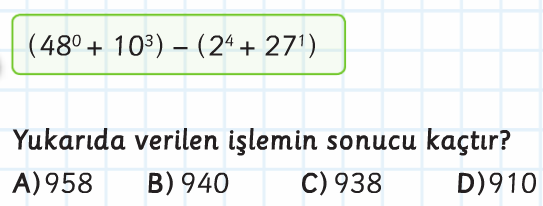 (48⁰ + 10³) – (2⁴ + 27¹)
Yukarıda verilen işlemin sonucu kaçtır?
A) 958 B) 940 C) 938 D) 910